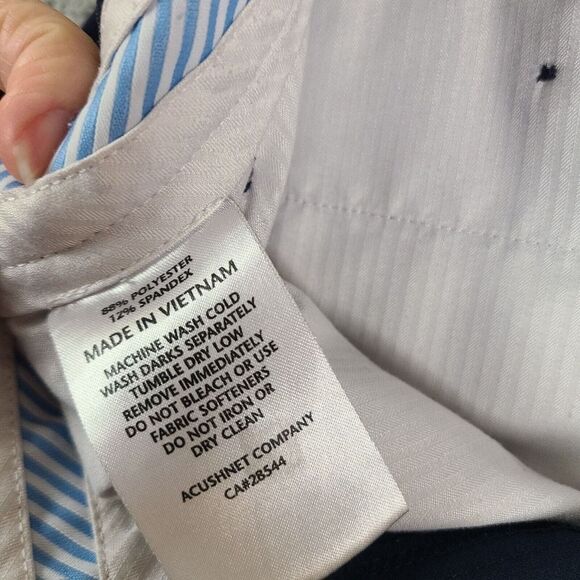 88% POLYESTER
12% SPANDEX
MADE IN VIETNAM
MACHINE WASH COLD
WASH DARKS SEPARATELY
TUMBLE DRY LOW
REMOVE IMMEDIATELY
DO NOT BLEACH OR USE
FABRIC SOFTENERS
DO NOT IRON OR
DRY CLEAN
ACUSHNET COMPANY
CA#28544